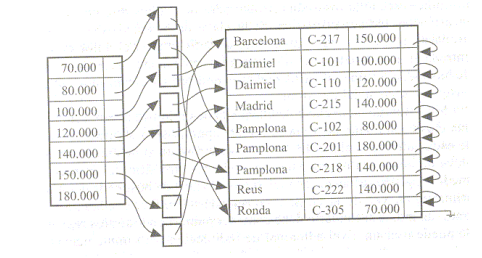 70.000
80.000
100.000
120.000
140.000
150.000
180.000
Barcelona C-217 150.000
Daimiel C-101 100.000
Daimiel C-110 120.000
Madrid C-215 140.000
Pamplona C-102 80.000
Pamplona C-201 180.000
Pamplona C-218 140.000
Reus C-222 140.000
Ronda C-305 70.000